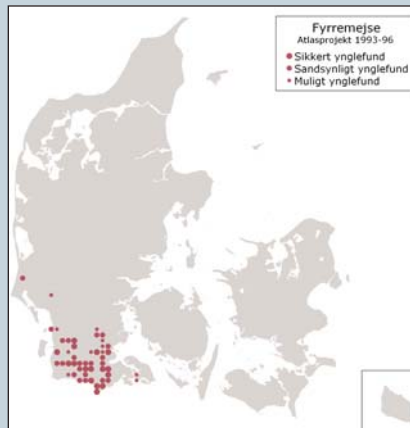 Fyrremejse
Atlasprojekt 1993-96
Sikkert ynglefund
Sandsynligt ynglefund
Muligt ynglefund